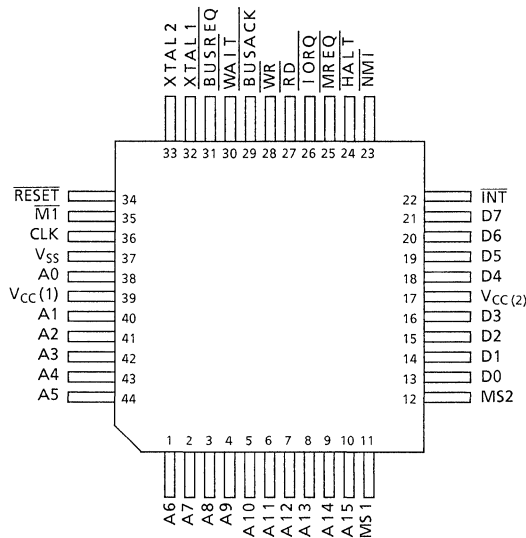 XTAL2
XTAL1
BUSREQ
WAIT
BUSACK
WR
RD
IORQ
MREQ
HALT
NMI
33 32 31 30 29 28 27 26 25 24 23
RESET 34
M1 35
CLK 36
VSS 37
A0 38
VCC (1) 39
A1 40
A2 41
A3 42
A4 43
A5 44
22 INT
21 D7
20 D6
19 D5
18 D4
17 VCC (2)
16 D3
15 D2
14 D1
13 D0
12 MS2
1 2 3 4 5 6 7 8 9 10 11
A6
A7
A8
A9
A10
A11
A12
A13
A14
A15
MS1